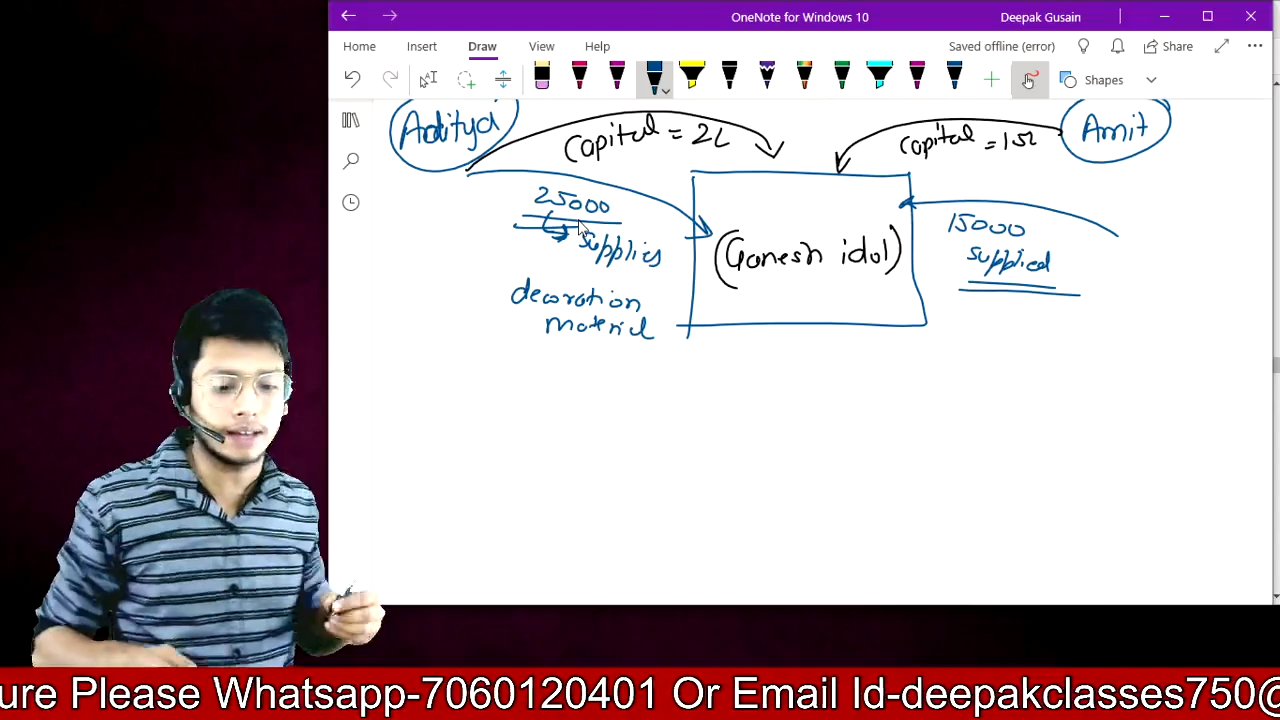 OneNote for Windows 10
Deepak Gusain
Home Insert Draw View Help
Saved offline (error)
Share
Shapes
Aditya
Capital = 2L
Capital =
Amit
25000
supplies
decoration
material
(Ganesh idol)
15000
supplied
ure Please Whatsapp-7060120401 Or Email Id-deepakclasses750@